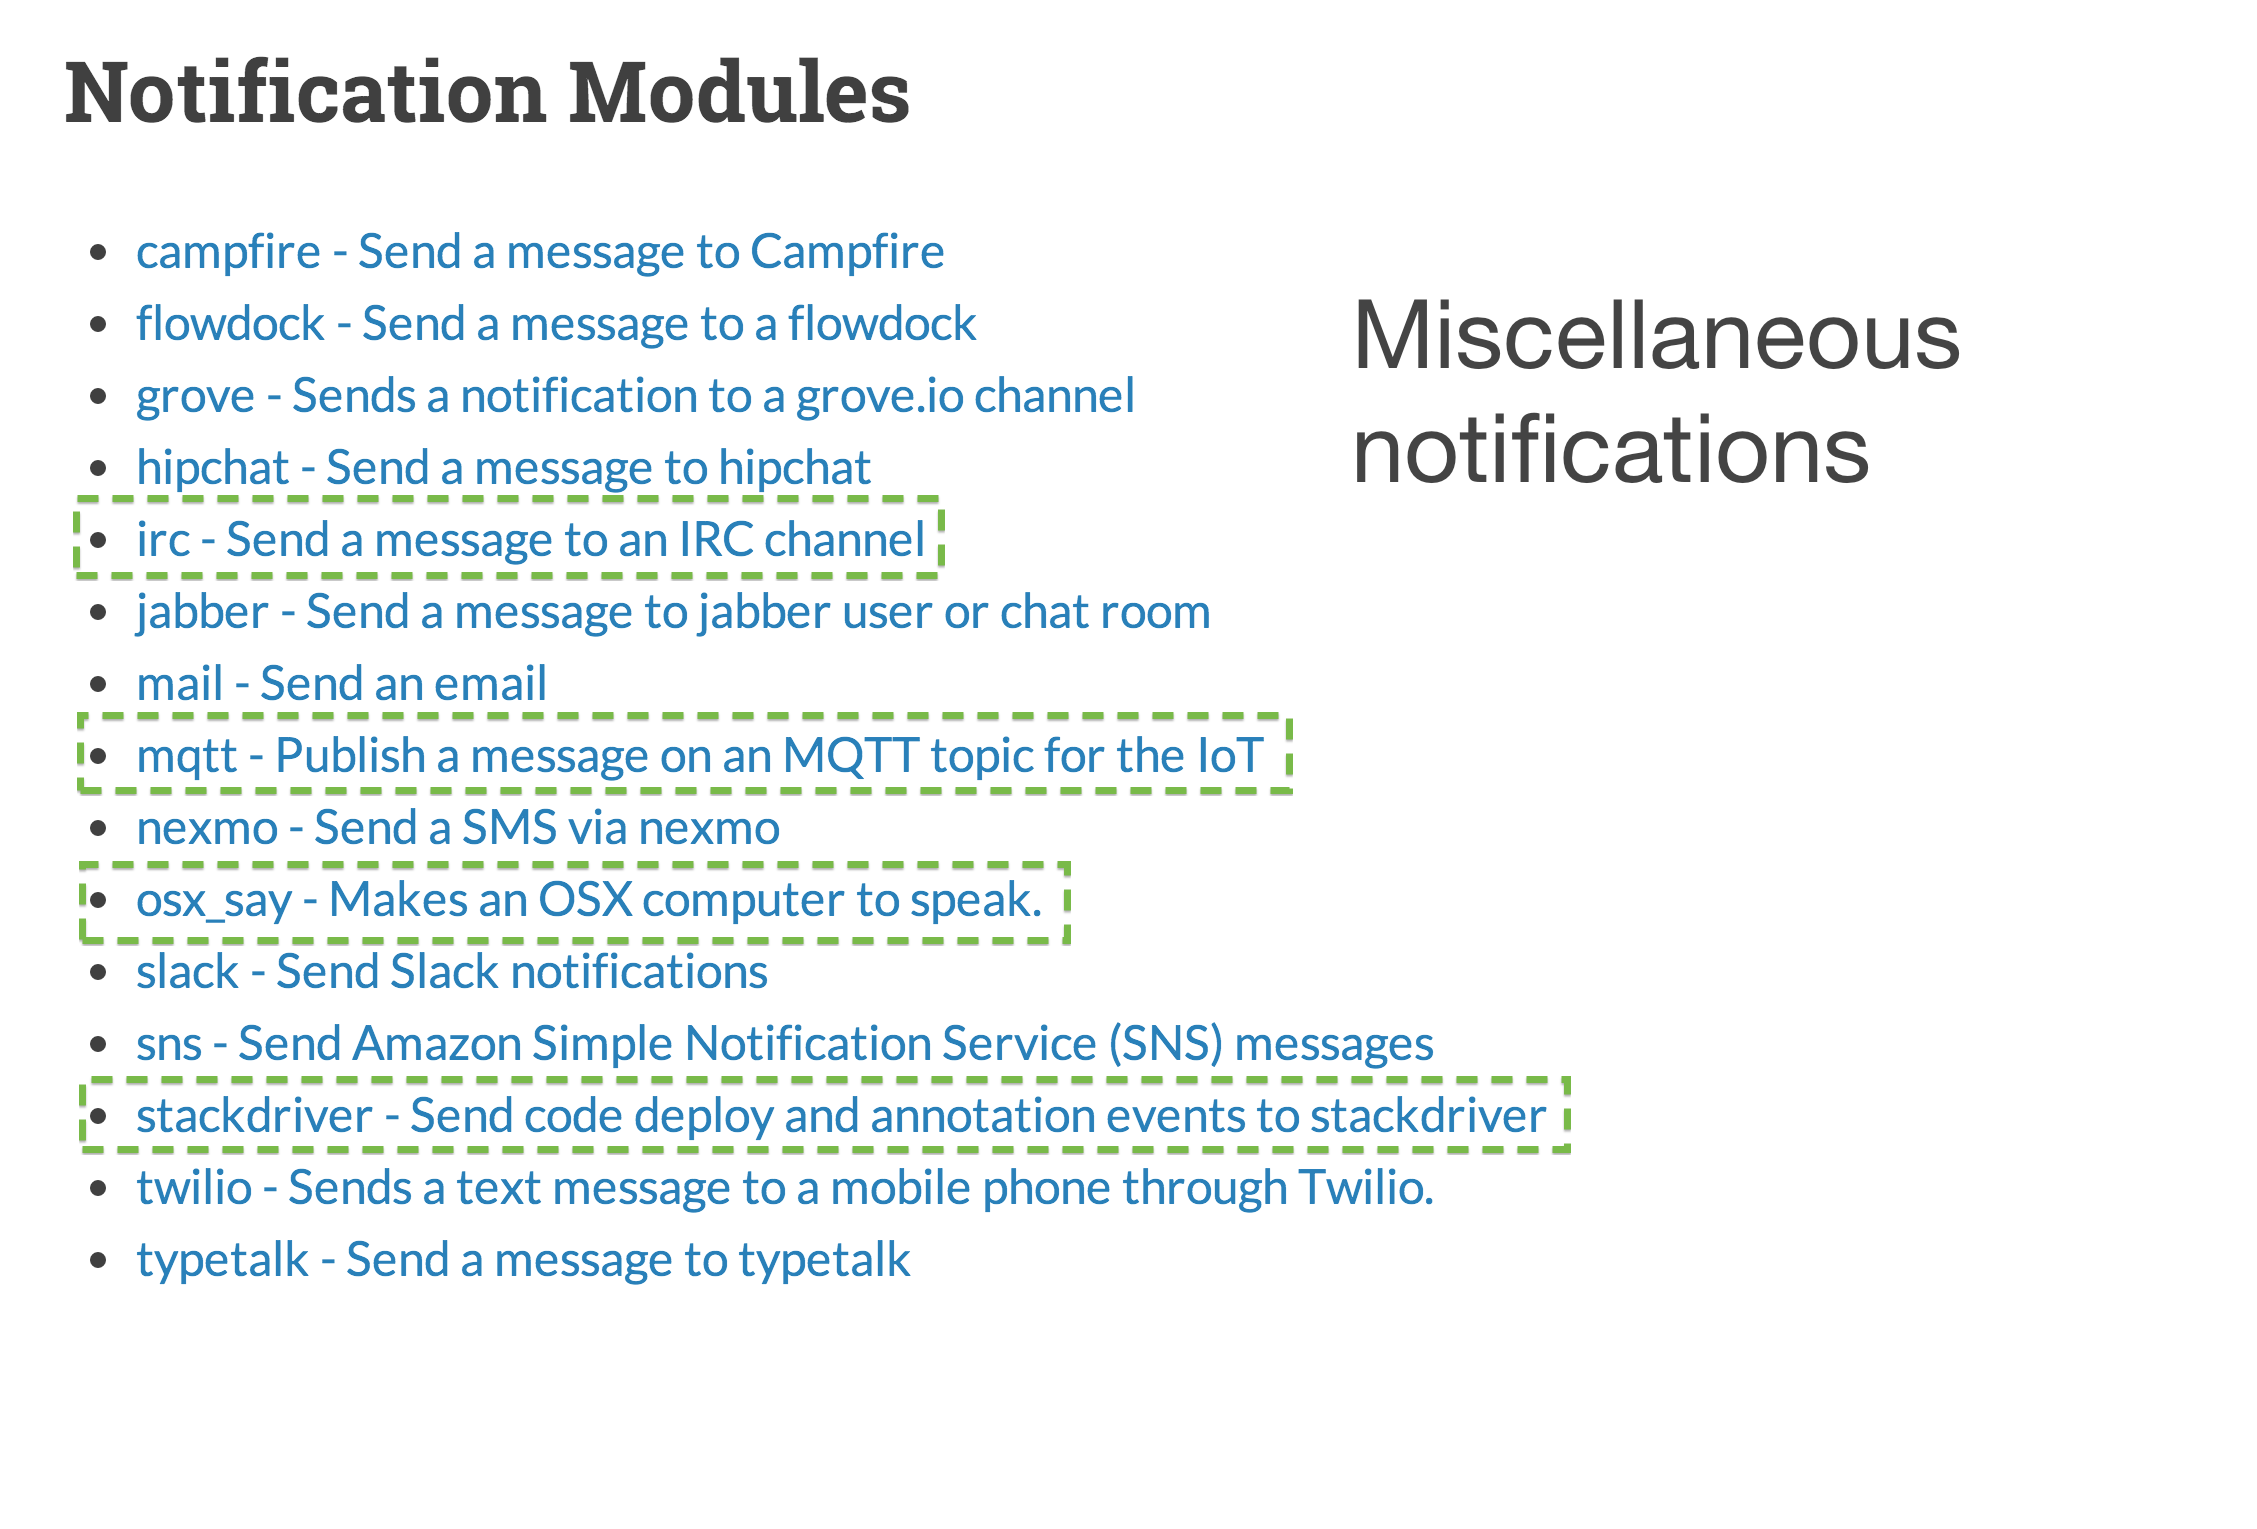 Notification Modules
campfire - Send a message to Campfire
flowdock - Send a message to a flowdock
grove - Sends a notification to a grove.io channel
hipchat - Send a message to hipchat
irc - Send a message to an IRC channel
jabber - Send a message to jabber user or chat room
mail - Send an email
mqtt - Publish a message on an MQTT topic for the IoT
nexmo - Send a SMS via nexmo
osx_say - Makes an OSX computer to speak.
slack - Send Slack notifications
sns - Send Amazon Simple Notification Service (SNS) messages
stackdriver - Send code deploy and annotation events to stackdriver
twilio - Sends a text message to a mobile phone through Twilio.
typetalk - Send a message to typetalk
Miscellaneous
notifications